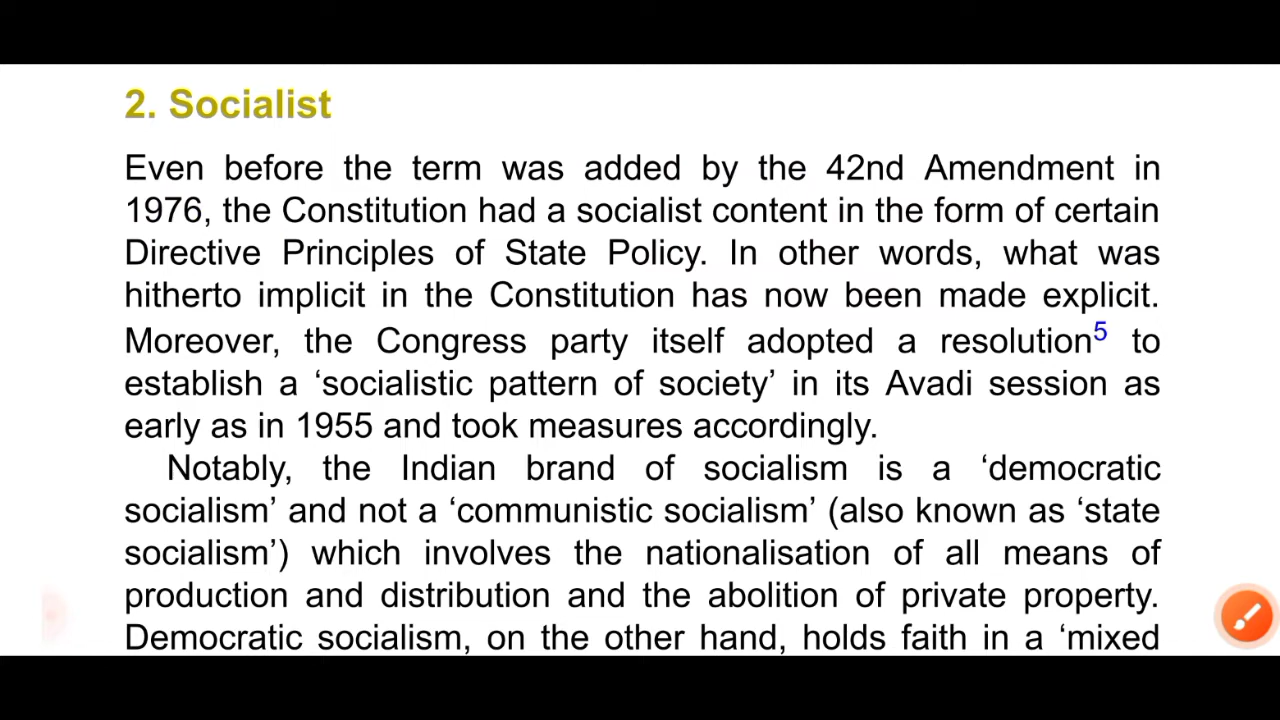 2. Socialist
Even before the term was added by the 42nd Amendment in
1976, the Constitution had a socialist content in the form of certain
Directive Principles of State Policy. In other words, what was
hitherto implicit in the Constitution has now been made explicit.
Moreover, the Congress party itself adopted a resolution5 to
establish a ‘socialistic pattern of society’ in its Avadi session as
early as in 1955 and took measures accordingly.
Notably, the Indian brand of socialism is a ‘democratic
socialism’ and not a ‘communistic socialism’ (also known as ‘state
socialism’) which involves the nationalisation of all means of
production and distribution and the abolition of private property.
Democratic socialism, on the other hand, holds faith in a ‘mixed